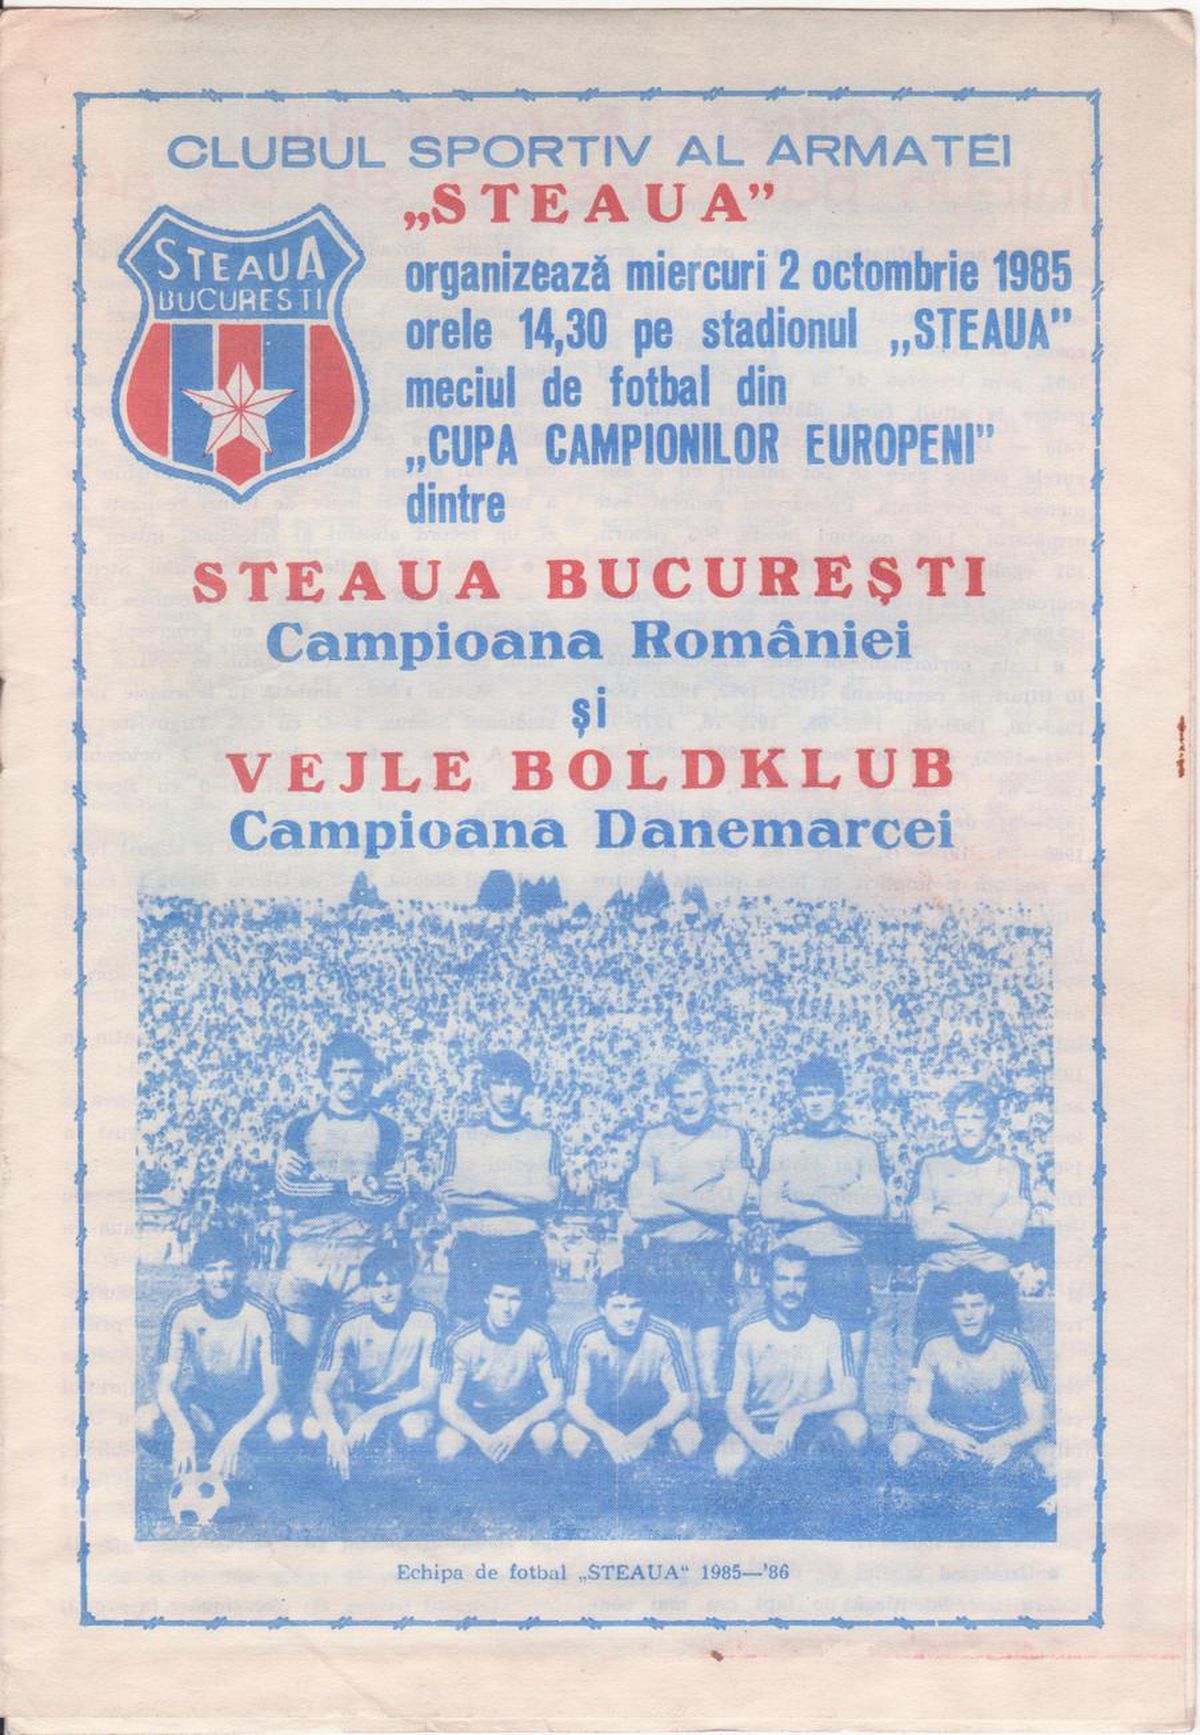 CLUBUL SPORTIV AL ARMATEI
„STEAUA”
STEAUA
BUCURESTI
organizează miercuri 2 octombrie 1985
orele 14,30 pe stadionul „STEAUA”
meciul de fotbal din
„CUPA CAMPIONILOR EUROPENI”
dintre
STEAUA BUCUREȘTI
Campioana României
și
VEJLE BOLDKLUB
Campioana Danemarcei
Echipa de fotbal „STEAUA“ 1985—'86